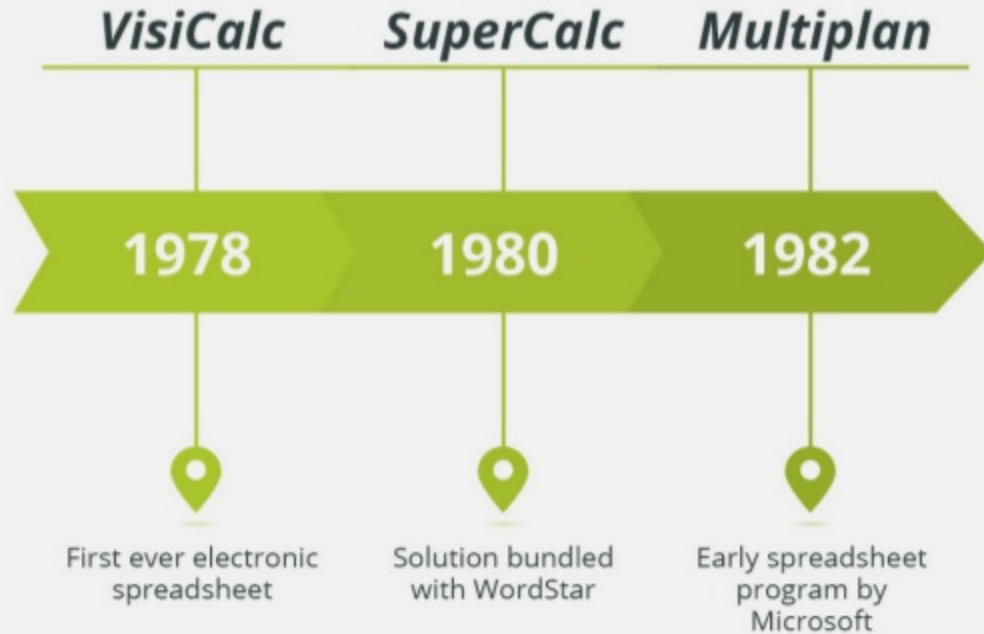 VisiCalc SuperCalc Multiplan
1978 1980 1982
First ever electronic
spreadsheet
Solution bundled
with WordStar
Early spreadsheet
program by
Microsoft